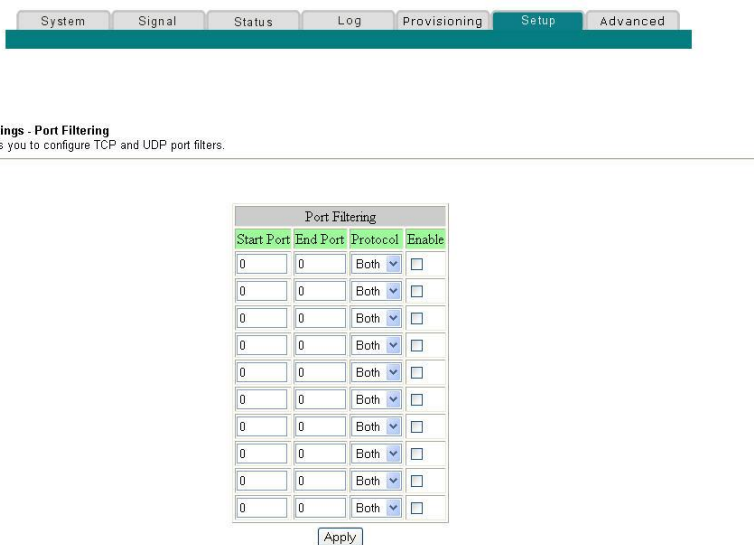 System Signal Status Log Provisioning Setup Advanced
ings - Port Filtering
s you to configure TCP and UDP port filters.
Port Filtering
Start Port End Port Protocol Enable
0 0 Both
0 0 Both
0 0 Both
0 0 Both
0 0 Both
0 0 Both
0 0 Both
0 0 Both
0 0 Both
0 0 Both
Apply